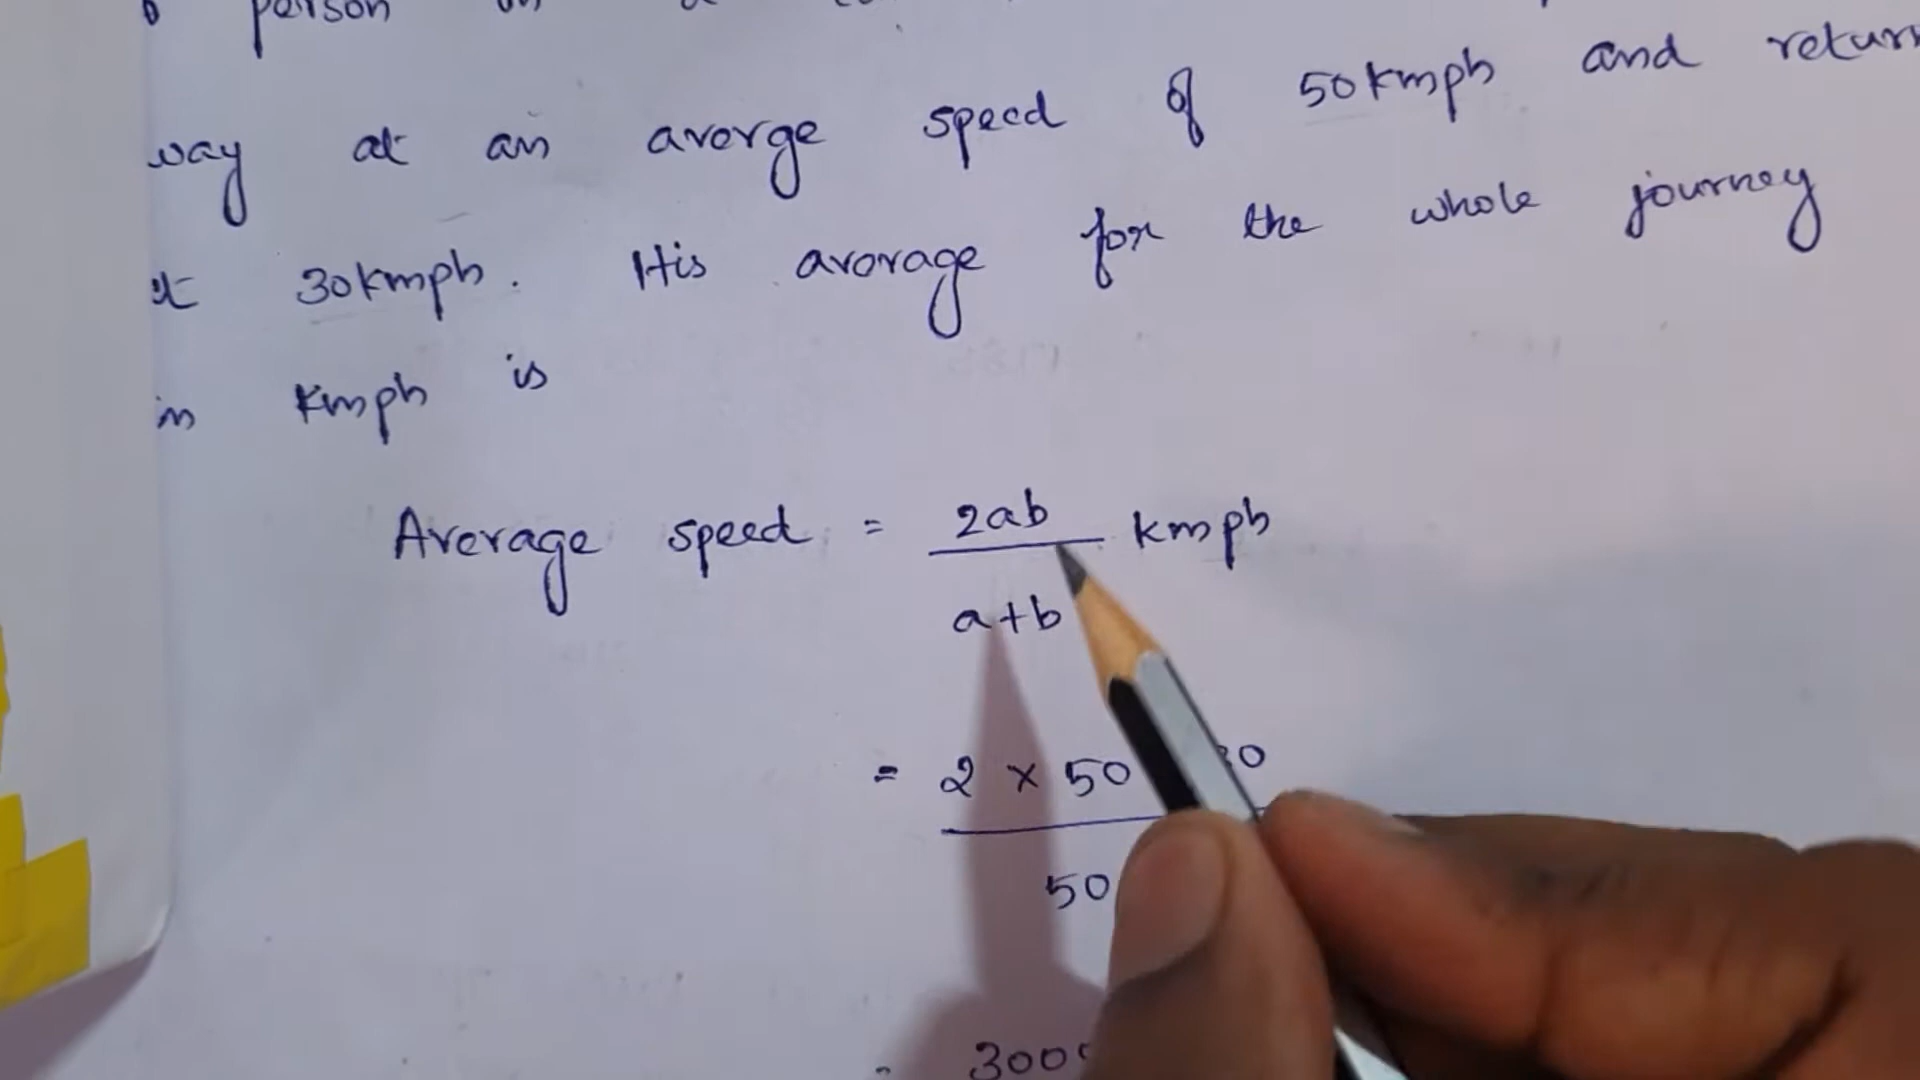 person
way at an averge speed of 50kmph and return
at 30kmph. His average for the whole journey
in kmph is
Average speed = 2ab kmph
a+b
= 2 × 50 30
50
= 3000